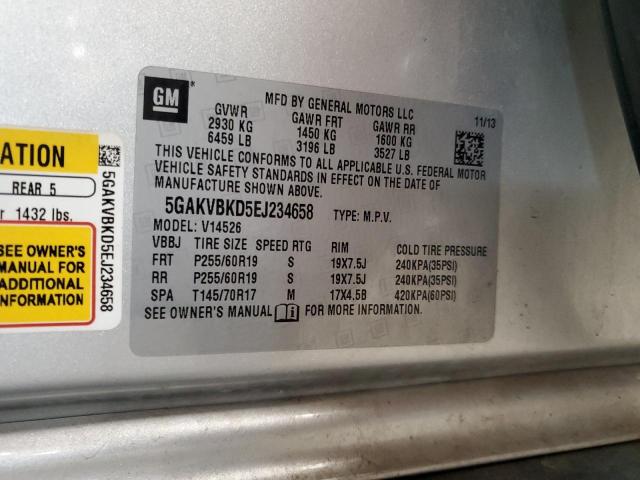 ATION
REAR 5
r 1432 lbs.
SEE OWNER'S
MANUAL FOR
ADDITIONAL
INFORMATION
5GAKVBKD5EJ234658
GM
MFD BY GENERAL MOTORS LLC
11/13
GVWR GAWR FRT GAWR RR
2930 KG 1450 KG 1600 KG
6459 LB 3196 LB 3527 LB
THIS VEHICLE CONFORMS TO ALL APPLICABLE U.S. FEDERAL MOTOR
VEHICLE SAFETY STANDARDS IN EFFECT ON THE DATE OF
MANUFACTURE SHOWN ABOVE.
5GAKVBKD5EJ234658 TYPE: M.P.V.
MODEL: V14526
VBBJ TIRE SIZE SPEED RTG RIM COLD TIRE PRESSURE
FRT P255/60R19 S 19X7.5J 240KPA(35PSI)
RR P255/60R19 S 19X7.5J 240KPA(35PSI)
SPA T145/70R17 M 17X4.5B 420KPA(60PSI)
SEE OWNER'S MANUAL FOR MORE INFORMATION.